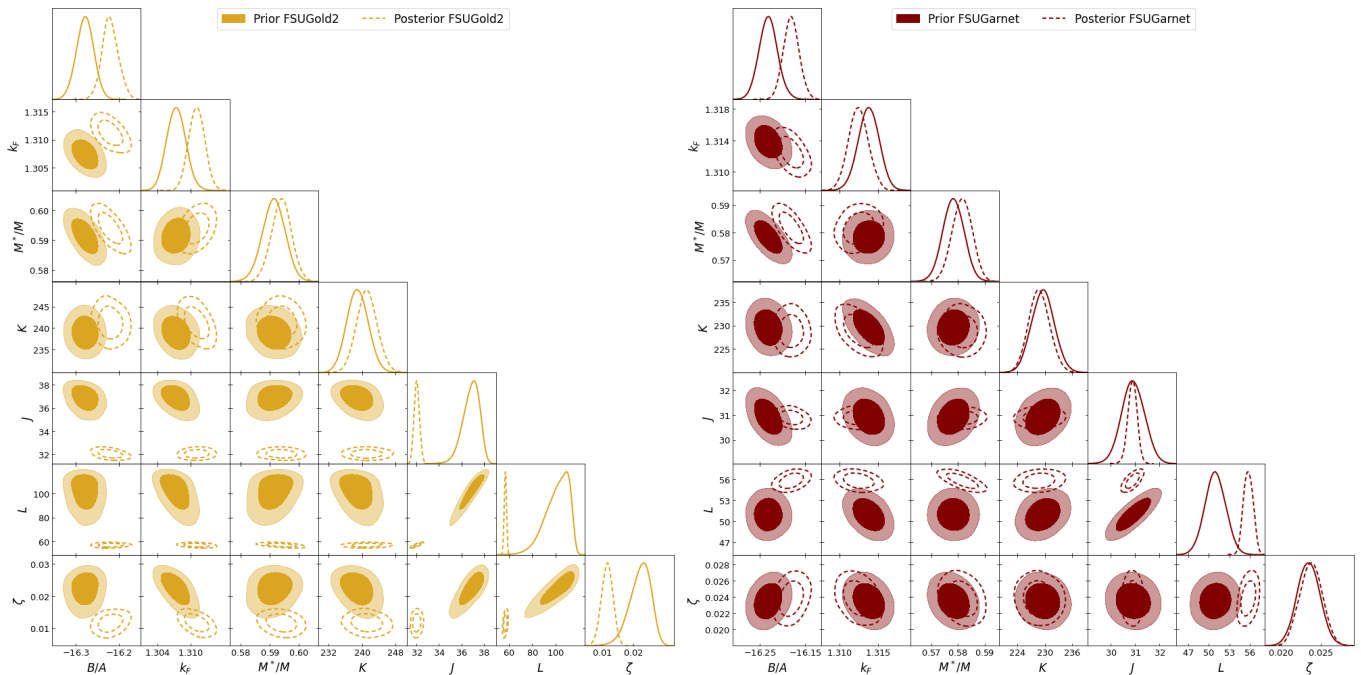 Prior FSUGold2 Posterior FSUGold2
1.315
1.310
1.305
k_F
0.60
0.59
0.58
M*/M
245
240
235
K
38
36
34
32
J
100
80
60
L
0.03
0.02
0.01
ζ
−16.3 −16.2 1.304 1.310 0.58 0.59 0.60 232 240 248 32 34 36 38 60 80 100 0.01 0.02
B/A k_F M*/M K J L ζ
Prior FSUGarnet Posterior FSUGarnet
1.318
1.314
1.310
k_F
0.59
0.58
0.57
M*/M
235
230
225
K
32
31
30
J
56
53
50
47
L
0.028
0.026
0.024
0.022
0.020
ζ
−16.25 −16.15 1.310 1.315 0.57 0.58 0.59 224 230 236 30 31 32 47 50 53 56 0.020 0.025
B/A k_F M*/M K J L ζ